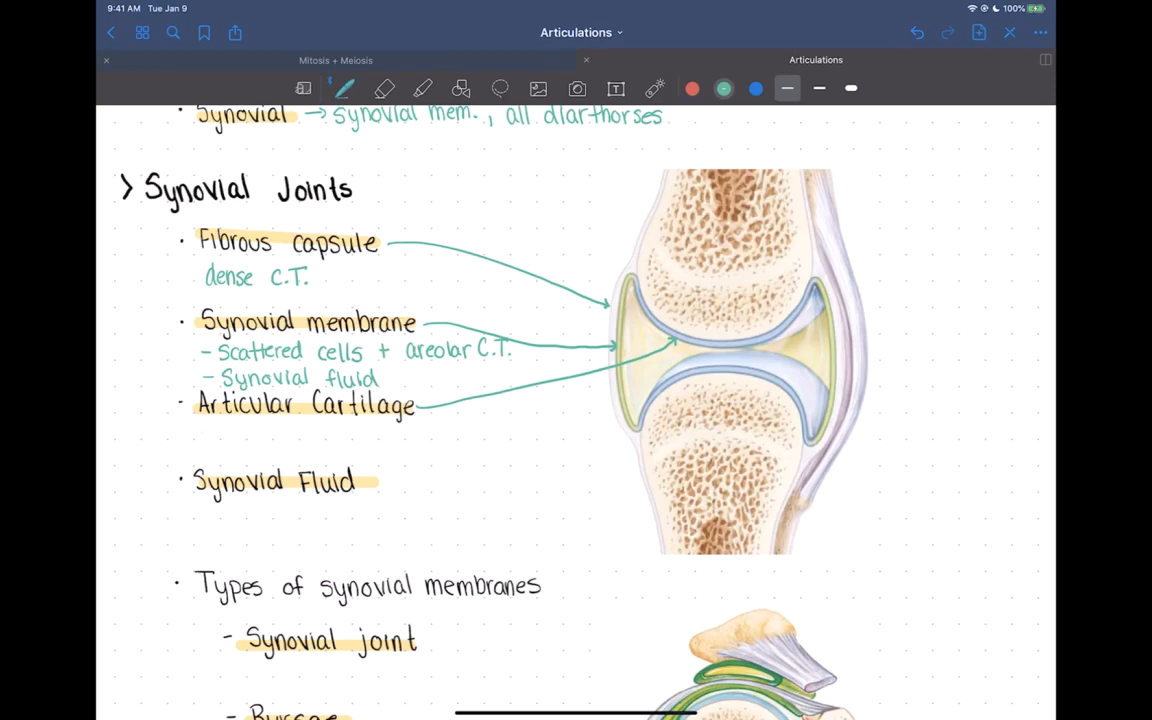 9:41 AM Tue Jan 9
100%
Articulations
Mitosis + Meiosis
Articulations
· Synovial → synovial mem., all diarthorses
> Synovial Joints
· Fibrous capsule
dense C.T.
· Synovial membrane
- Scattered cells + areolar C.T.
- Synovial fluid
· Articular Cartilage
· Synovial Fluid
· Types of synovial membranes
- Synovial joint
- Bursae